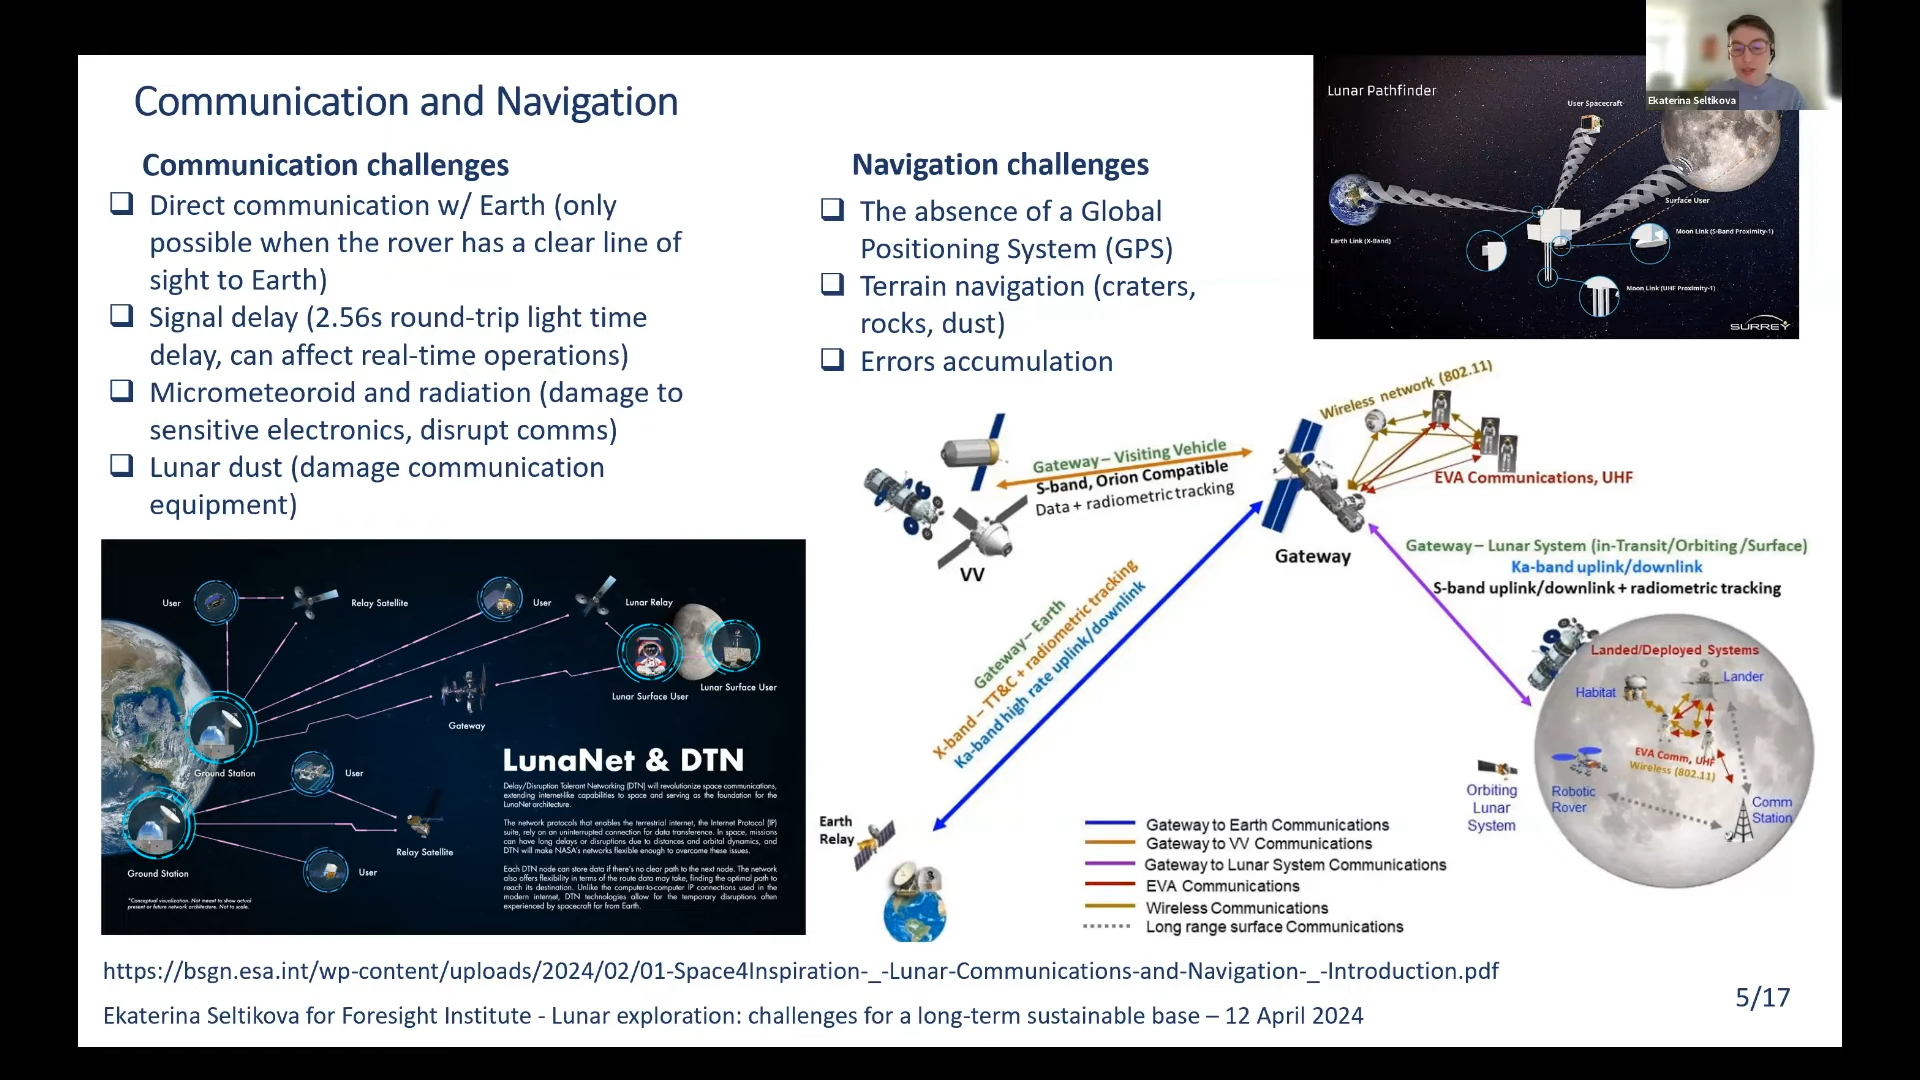 Communication and Navigation
Communication challenges
Direct communication w/ Earth (only
possible when the rover has a clear line of
sight to Earth)
Signal delay (2.56s round-trip light time
delay, can affect real-time operations)
Micrometeoroid and radiation (damage to
sensitive electronics, disrupt comms)
Lunar dust (damage communication
equipment)
Navigation challenges
The absence of a Global
Positioning System (GPS)
Terrain navigation (craters,
rocks, dust)
Errors accumulation
Lunar Pathfinder
User Spacecraft
Surface User
Earth Link (X-Band)
Moon Link (S-Band Proximity-1)
Moon Link (UHF Proximity-1)
SURREY
Ekaterina Seltikova
User
Relay Satellite
User
Lunar Relay
Lunar Surface User
Lunar Surface User
Gateway
Ground Station
User
Relay Satellite
User
Ground Station
*Conceptual visualization. Not meant to show actual
present or future network architecture. Not to scale.
LunaNet & DTN
Delay/Disruption Tolerant Networking (DTN) will revolutionize space communications,
extending internet-like capabilities to space and serving as the foundation for the
LunaNet architecture.
The network protocols that enables the terrestrial internet, the Internet Protocol (IP)
suite, rely on an uninterrupted connection for data transference. In space, missions
can have long delays or disruptions due to distances and orbital dynamics, and
DTN will make NASA's networks flexible enough to overcome these issues.
Each DTN node can store data if there's no clear path to the next node. The network
also offers flexibility in terms of the route data may take, finding the optimal path to
reach its destination. Unlike the computer-to-computer IP connections used in the
modern internet, DTN technologies allow for the temporary disruptions often
experienced by spacecraft far from Earth.
Wireless network (802.11)
EVA Communications, UHF
Gateway – Visiting Vehicle
S-band, Orion Compatible
Data + radiometric tracking
VV
Gateway
Gateway – Lunar System (in-Transit/Orbiting/Surface)
Ka-band uplink/downlink
S-band uplink/downlink + radiometric tracking
Gateway – Earth
X-band – TT&C + radiometric tracking
Ka-band high rate uplink/downlink
Landed/Deployed Systems
Habitat
Lander
EVA Comm, UHF
Wireless (802.11)
Robotic
Rover
Comm
Station
Orbiting
Lunar
System
Earth
Relay
Gateway to Earth Communications
Gateway to VV Communications
Gateway to Lunar System Communications
EVA Communications
Wireless Communications
Long range surface Communications
https://bsgn.esa.int/wp-content/uploads/2024/02/01-Space4Inspiration-_-Lunar-Communications-and-Navigation-_-Introduction.pdf
5/17
Ekaterina Seltikova for Foresight Institute - Lunar exploration: challenges for a long-term sustainable base – 12 April 2024